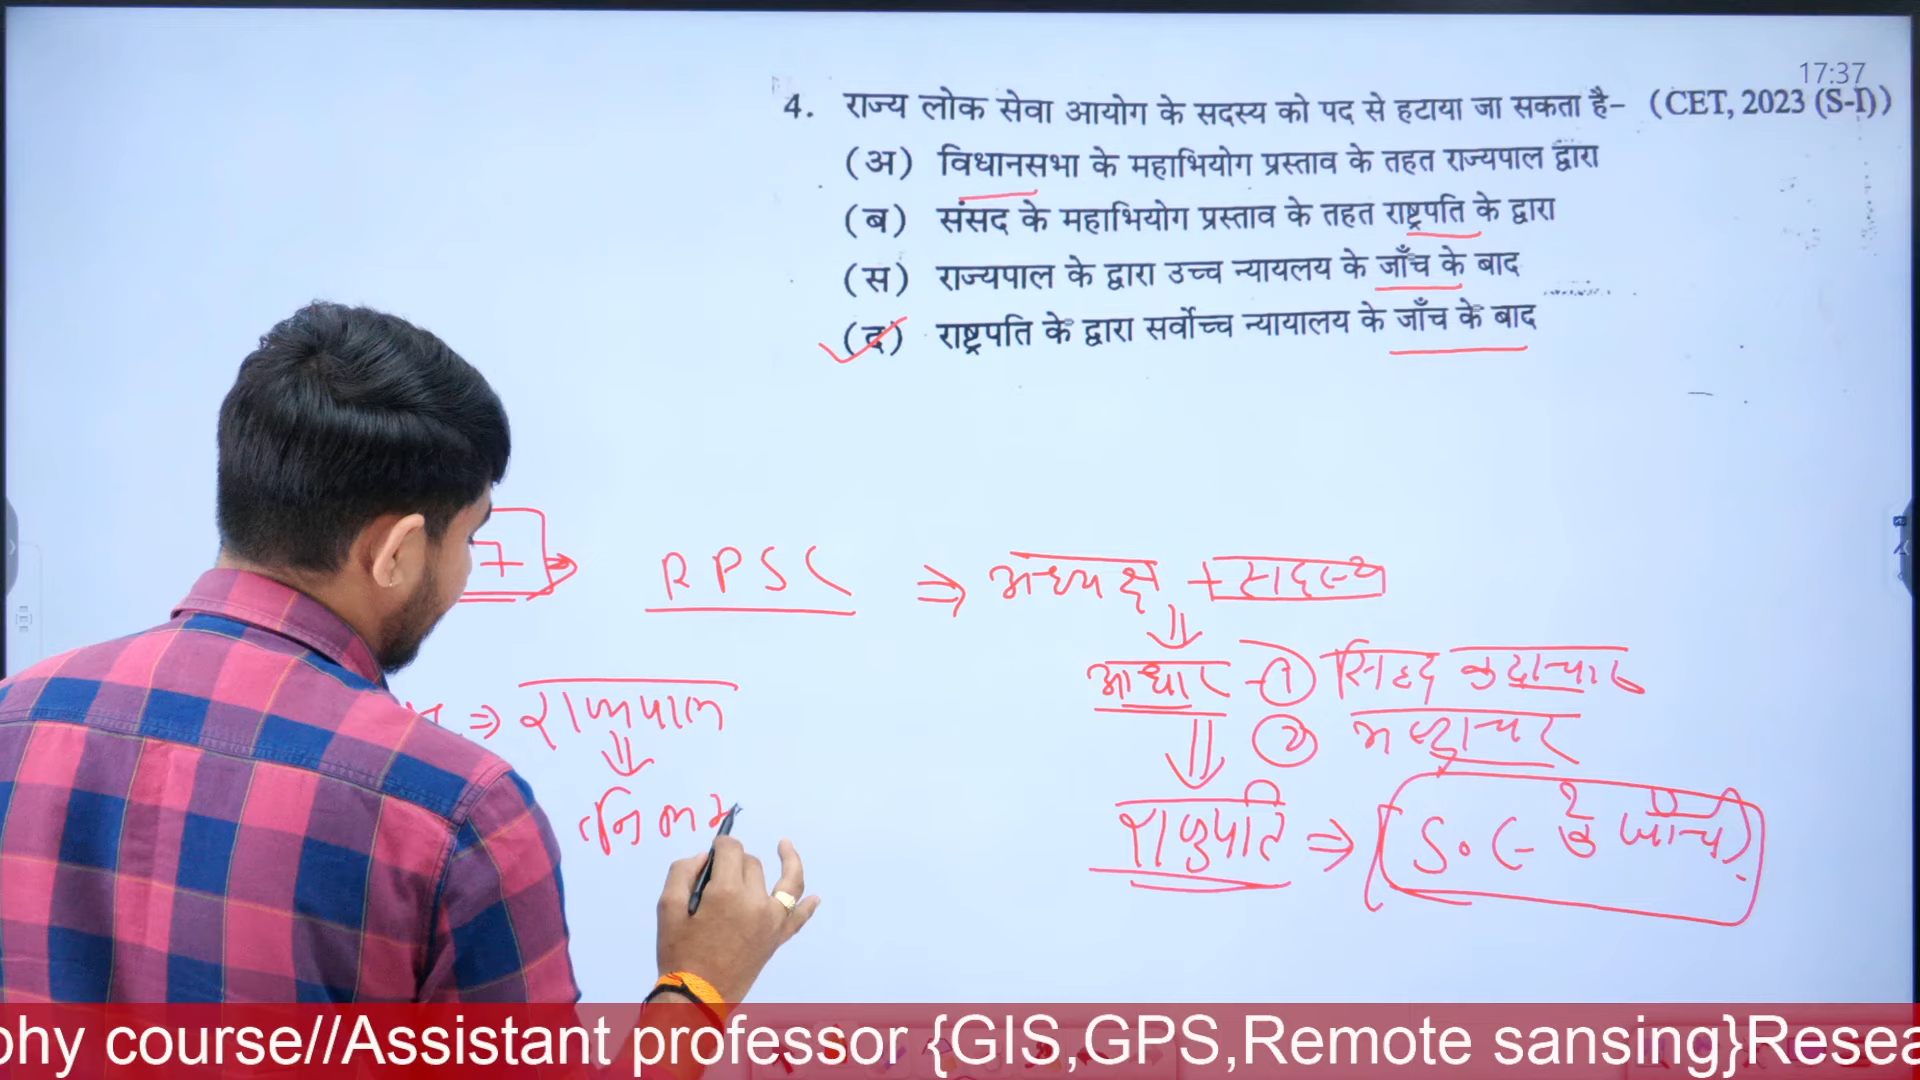 17:37
4. राज्य लोक सेवा आयोग के सदस्य को पद से हटाया जा सकता है– (CET, 2023 (S-I))
(अ) विधानसभा के महाभियोग प्रस्ताव के तहत राज्यपाल द्वारा
(ब) संसद के महाभियोग प्रस्ताव के तहत राष्ट्रपति के द्वारा
(स) राज्यपाल के द्वारा उच्च न्यायलय के जाँच के बाद
(द) राष्ट्रपति के द्वारा सर्वोच्च न्यायालय के जाँच के बाद
7 RPSC ⇒ अध्यक्ष + सदस्य
आधार - ① सिद्ध कदाचार
② भ्रष्टाचार
⇒ राज्यपाल
निलम्
⇒ (S.C. के जाँच)
phy course//Assistant professor {GIS,GPS,Remote sansing}Resea